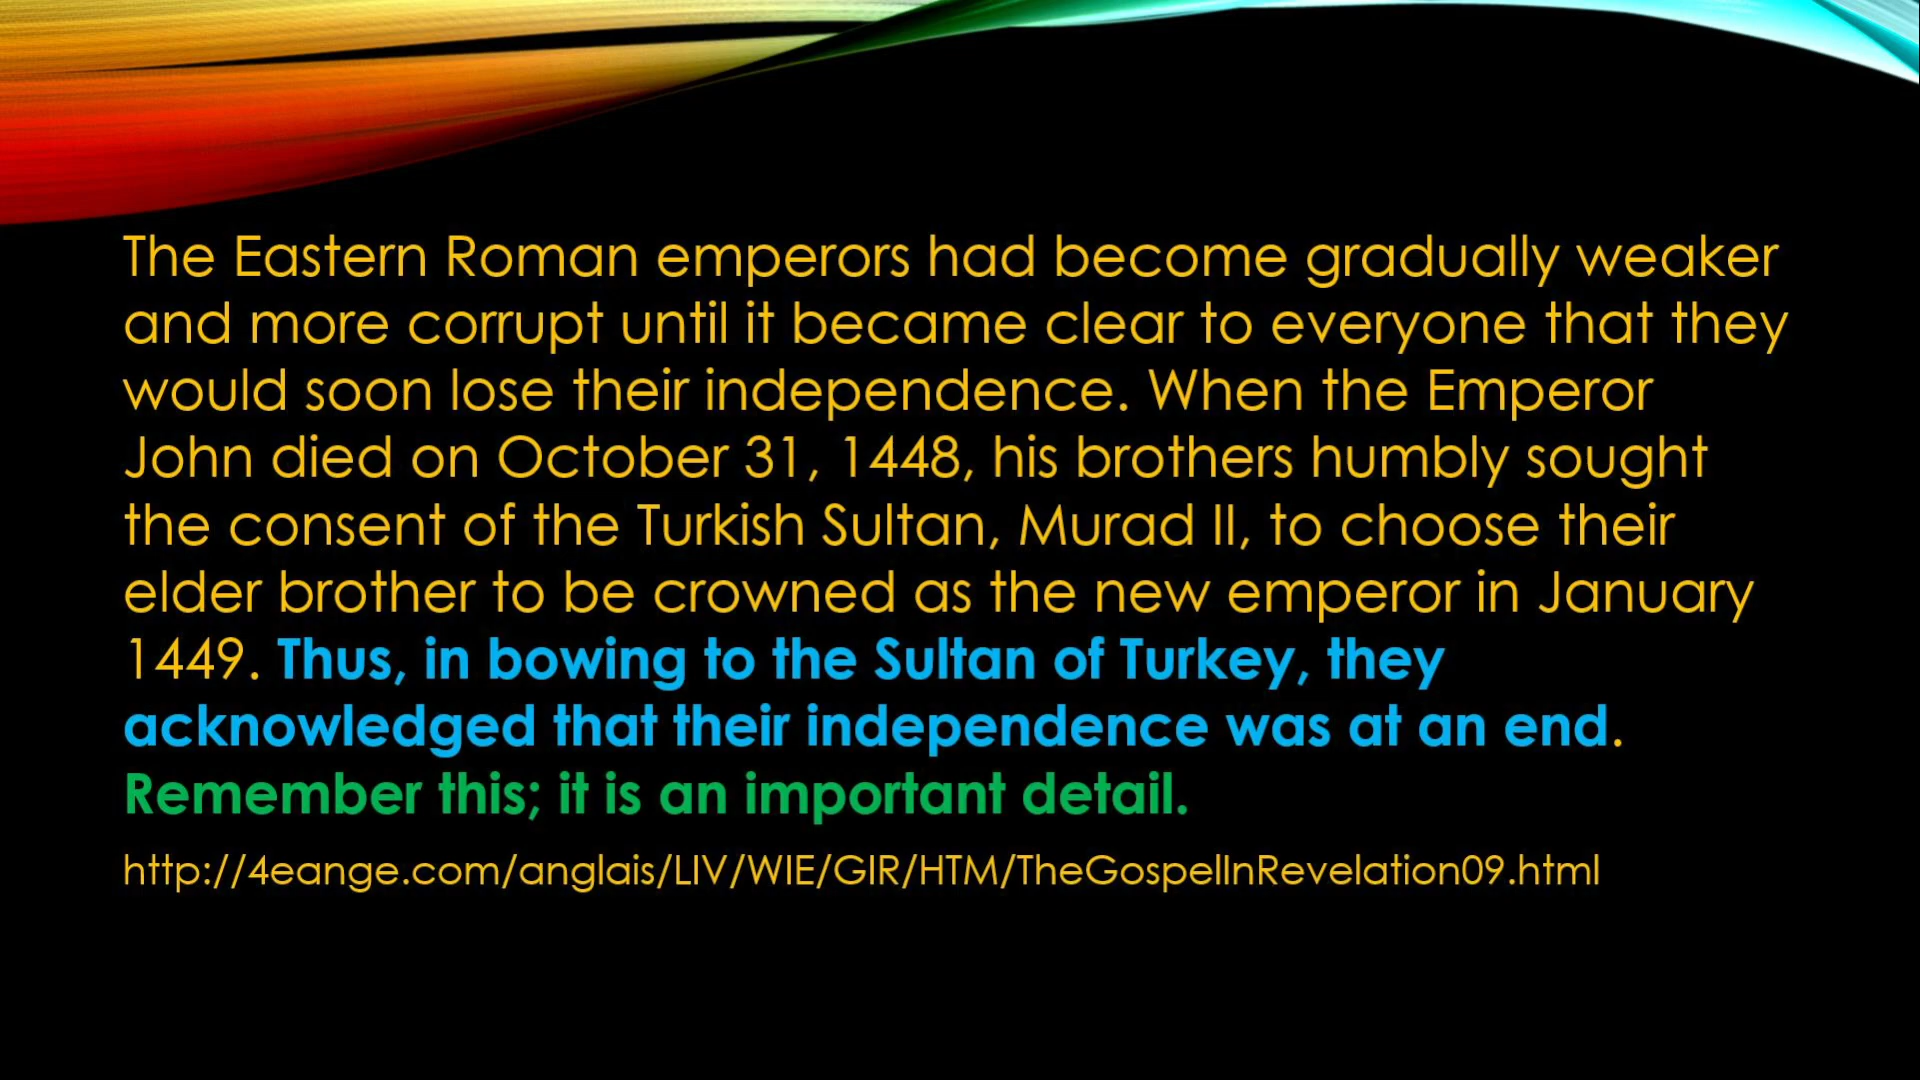 The Eastern Roman emperors had become gradually weaker
and more corrupt until it became clear to everyone that they
would soon lose their independence. When the Emperor
John died on October 31, 1448, his brothers humbly sought
the consent of the Turkish Sultan, Murad II, to choose their
elder brother to be crowned as the new emperor in January
1449. Thus, in bowing to the Sultan of Turkey, they
acknowledged that their independence was at an end.
Remember this; it is an important detail.
http://4eange.com/anglais/LIV/WIE/GIR/HTM/TheGospelInRevelation09.html